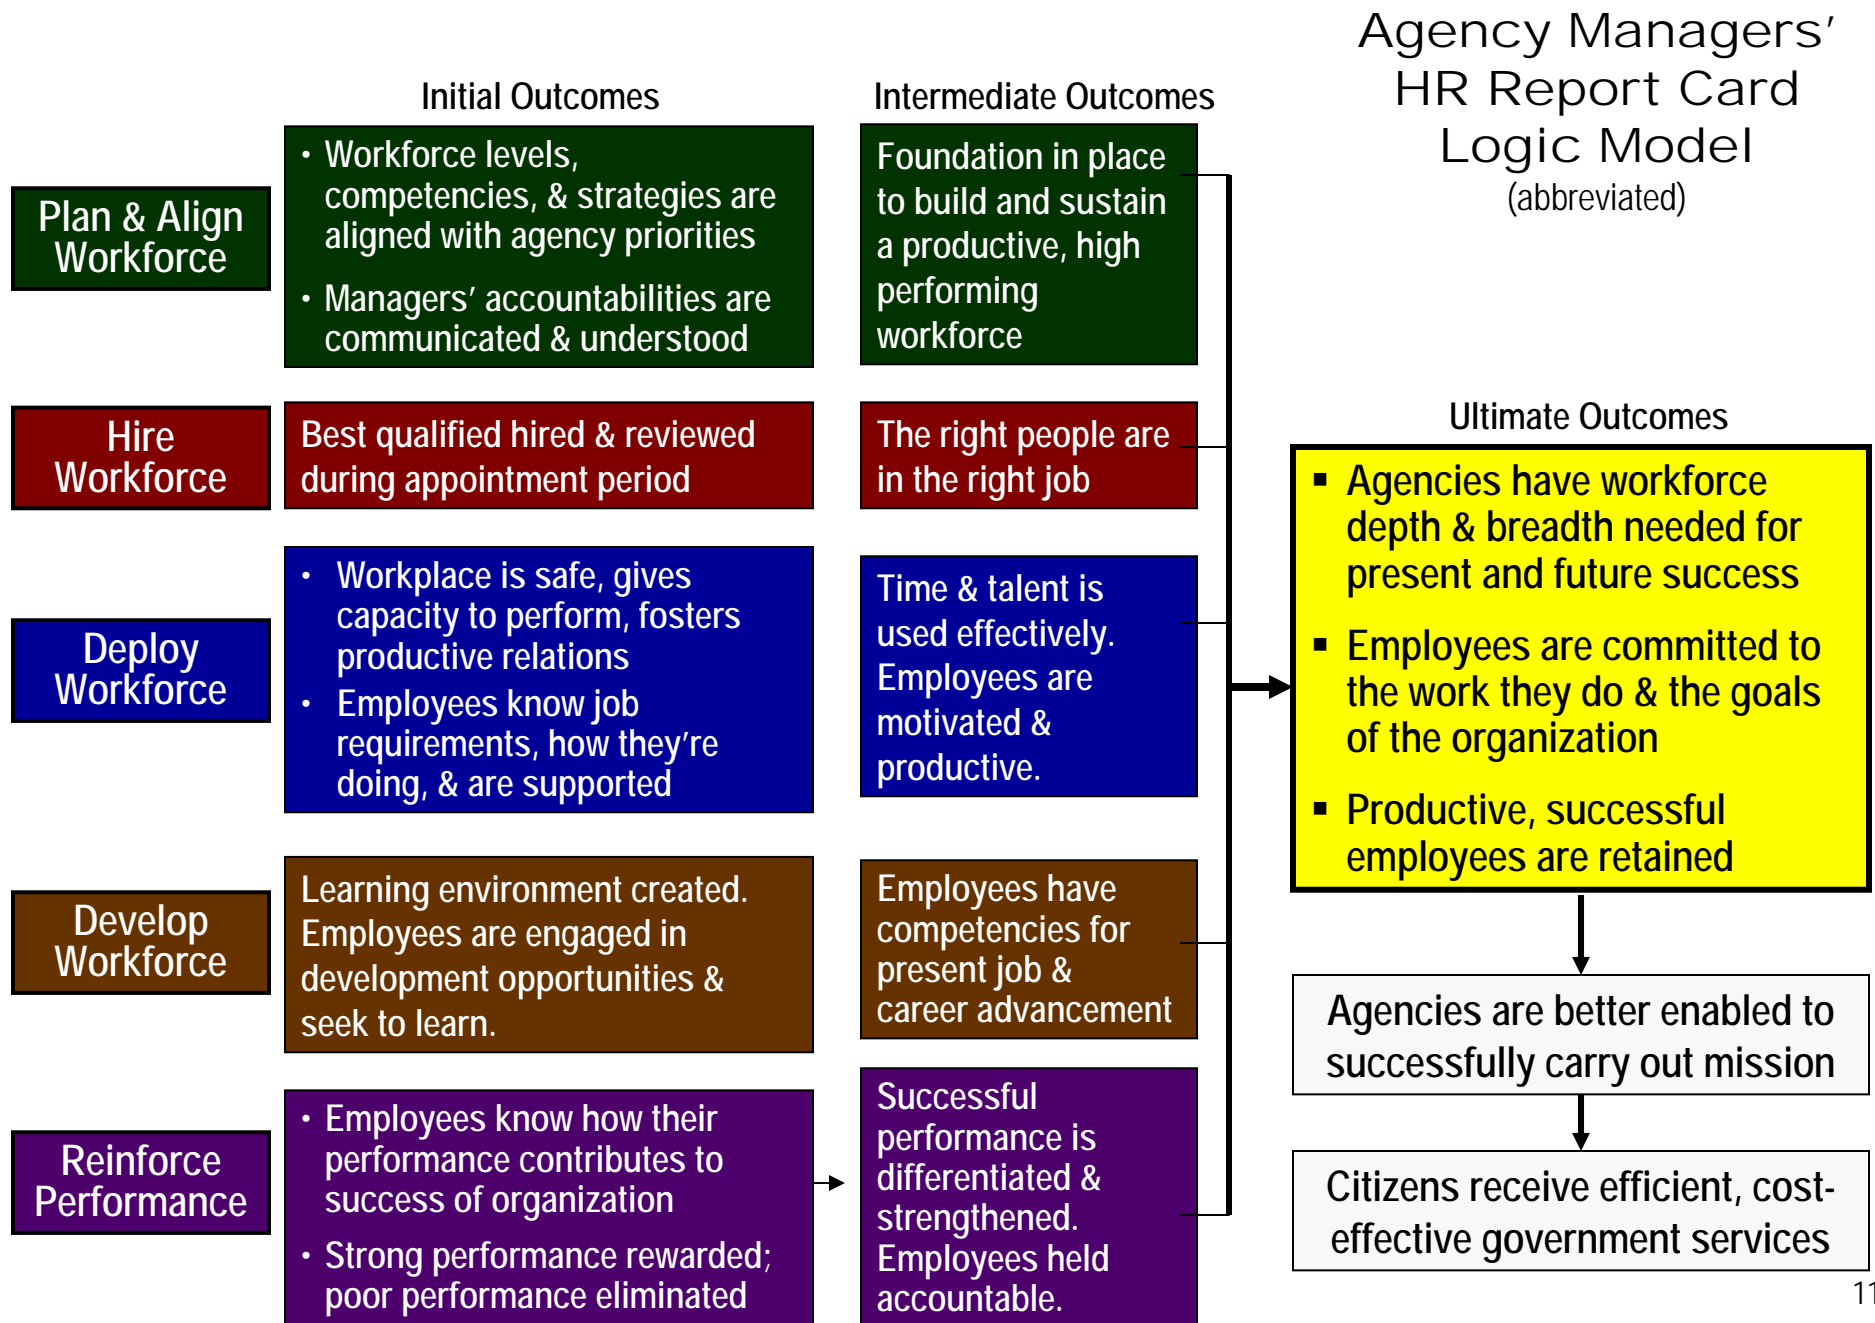 Agency Managers’
HR Report Card
Logic Model
(abbreviated)
Initial Outcomes
Intermediate Outcomes
Plan & Align
Workforce
• Workforce levels,
competencies, & strategies are
aligned with agency priorities
• Managers’ accountabilities are
communicated & understood
Foundation in place
to build and sustain
a productive, high
performing
workforce
Hire
Workforce
Best qualified hired & reviewed
during appointment period
The right people are
in the right job
Deploy
Workforce
• Workplace is safe, gives
capacity to perform, fosters
productive relations
• Employees know job
requirements, how they’re
doing, & are supported
Time & talent is
used effectively.
Employees are
motivated &
productive.
Develop
Workforce
Learning environment created.
Employees are engaged in
development opportunities &
seek to learn.
Employees have
competencies for
present job &
career advancement
Reinforce
Performance
• Employees know how their
performance contributes to
success of organization
• Strong performance rewarded;
poor performance eliminated
Successful
performance is
differentiated &
strengthened.
Employees held
accountable.
Ultimate Outcomes
▪ Agencies have workforce
depth & breadth needed for
present and future success
▪ Employees are committed to
the work they do & the goals
of the organization
▪ Productive, successful
employees are retained
Agencies are better enabled to
successfully carry out mission
Citizens receive efficient, cost-
effective government services
11